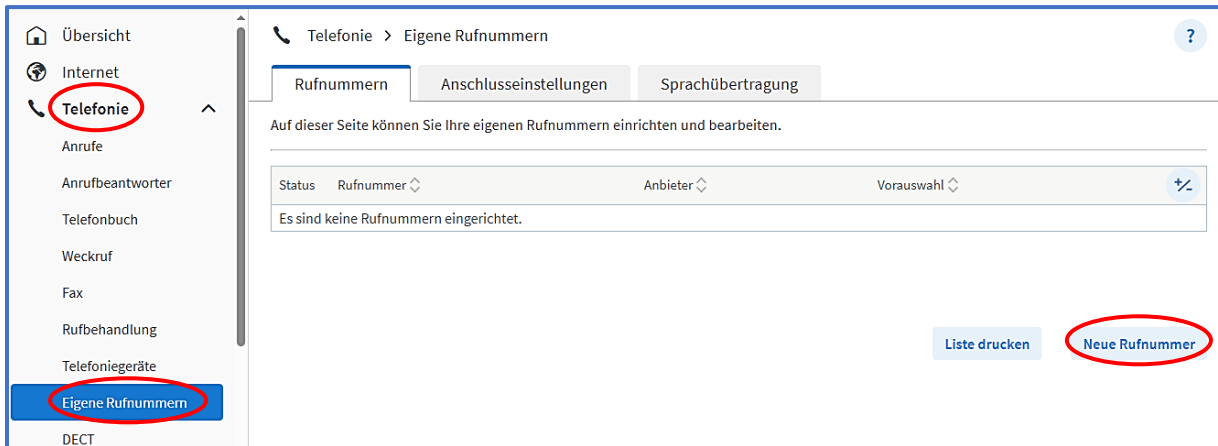 Übersicht
Internet
Telefonie
Anrufe
Anrufbeantworter
Telefonbuch
Weckruf
Fax
Rufbehandlung
Telefoniegeräte
Eigene Rufnummern
DECT
Telefonie > Eigene Rufnummern ?
Rufnummern Anschlusseinstellungen Sprachübertragung
Auf dieser Seite können Sie Ihre eigenen Rufnummern einrichten und bearbeiten.
Status Rufnummer Anbieter Vorauswahl +/-
Es sind keine Rufnummern eingerichtet.
Liste drucken Neue Rufnummer